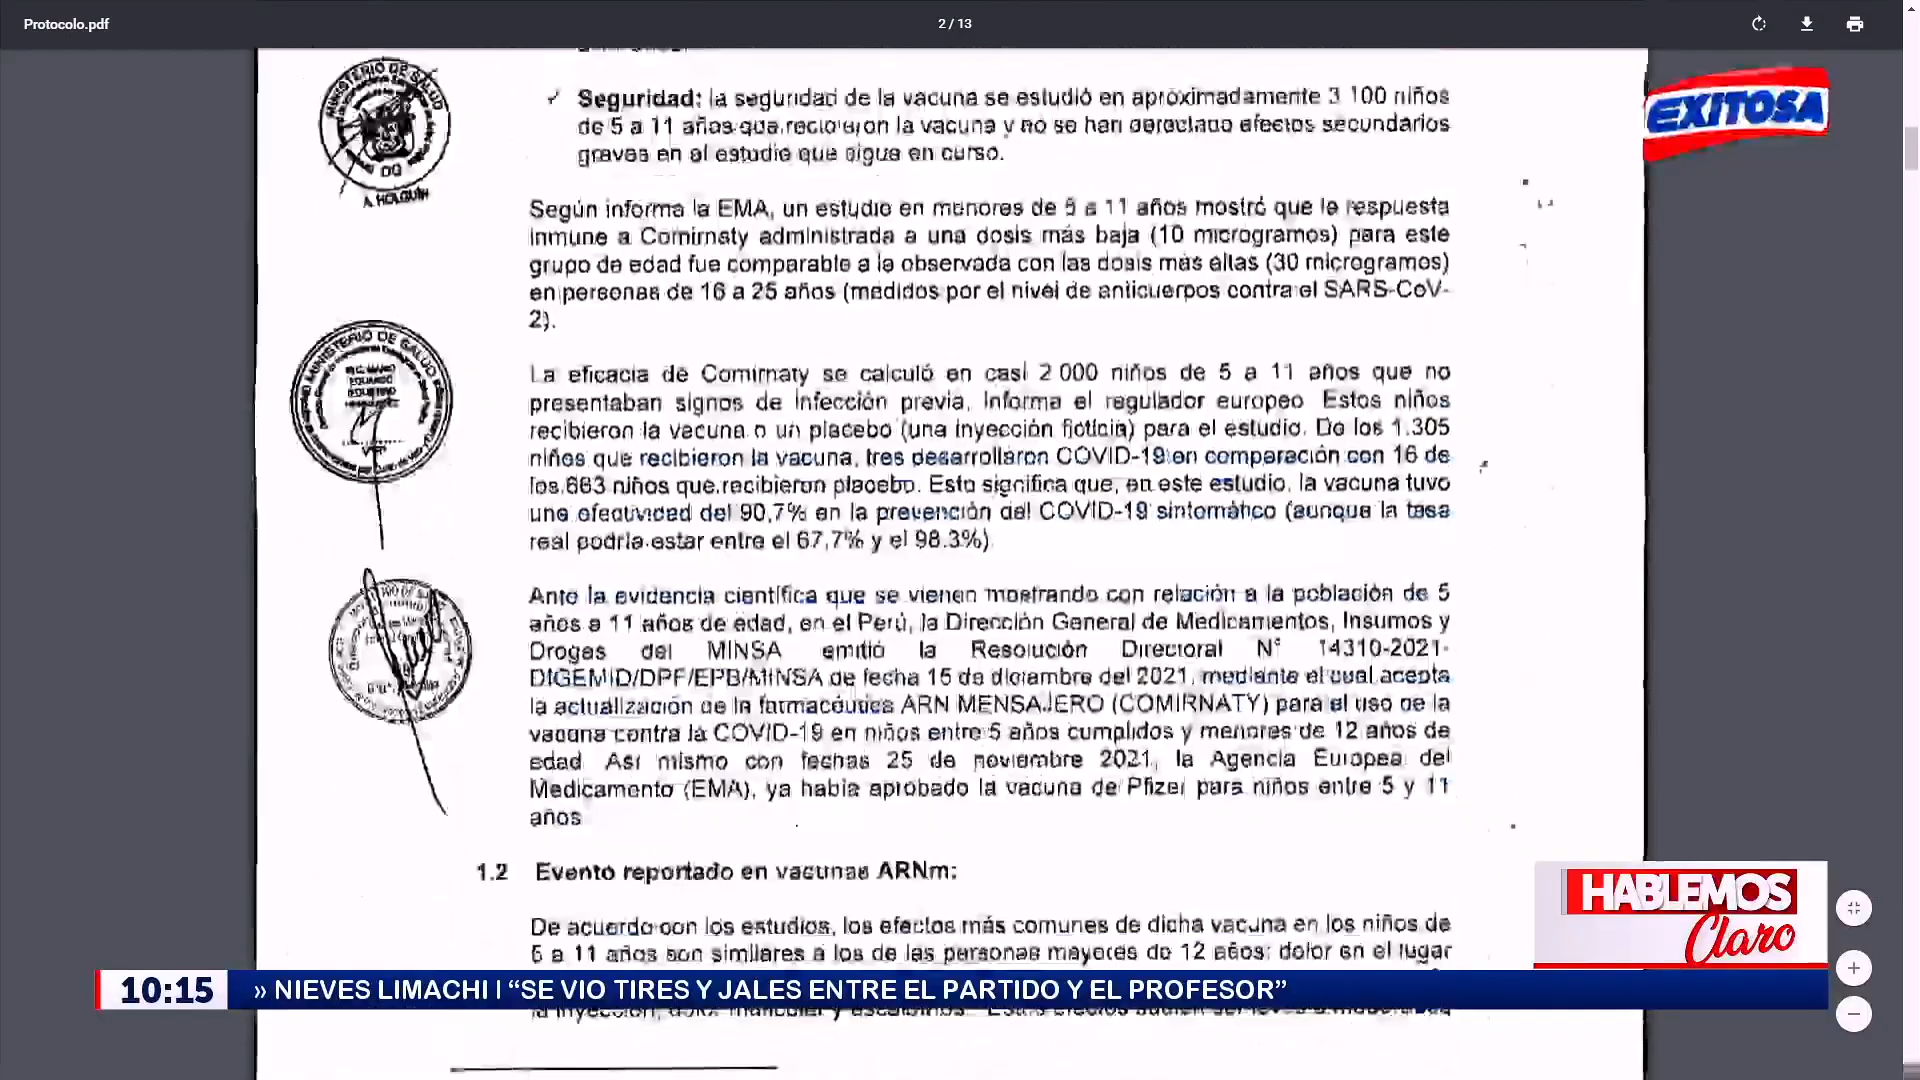 Protocolo.pdf
2 / 13
MINISTERIO DE SALUD
DG
A. HOLGUÍN
EXITOSA
✓ Seguridad: la seguridad de la vacuna se estudió en aproximadamente 3 100 niños
de 5 a 11 años que recibieron la vacuna y no se han detectado efectos secundarios
graves en el estudio que sigue en curso.
Según informa la EMA, un estudio en menores de 5 a 11 años mostró que la respuesta
inmune a Comirnaty administrada a una dosis más baja (10 microgramos) para este
grupo de edad fue comparable a la observada con las dosis mas altas (30 microgramos)
en personas de 16 a 25 años (medidos por el nivel de anticuerpos contra el SARS-CoV-
2).
MINISTERIO DE SALUD
La eficacia de Comirnaty se calculó en casi 2 000 niños de 5 a 11 años que no
presentaban signos de infección previa, informa el regulador europeo Estos niños
recibieron la vacuna o un placebo (una inyección ficticia) para el estudio. De los 1.305
niños que recibieron la vacuna, tres desarrollaron COVID-19 en comparación con 16 de
los 663 niños que recibieron placebo. Esto significa que, en este estudio, la vacuna tuvo
una efectividad del 90,7% en la prevención del COVID-19 sintomático (aunque la tasa
real podría estar entre el 67,7% y el 98.3%)
Ante la evidencia científica que se vienen mostrando con relación a la población de 5
años a 11 años de edad, en el Perú, la Dirección General de Medicamentos, Insumos y
Drogas del MINSA emitió la Resolución Directoral N° 14310-2021-
DIGEMID/DPF/EPB/MINSA de fecha 15 de diciembre del 2021, mediante el cual acepta
la actualización de la farmacéutica ARN MENSAJERO (COMIRNATY) para el uso de la
vacuna contra la COVID-19 en niños entre 5 años cumplidos y menores de 12 años de
edad Así mismo con fechas 25 de noviembre 2021, la Agencia Europea del
Medicamento (EMA), ya había aprobado la vacuna de Pfizer para niños entre 5 y 11
años
1.2 Evento reportado en vacunas ARNm:
De acuerdo con los estudios, los efectos más comunes de dicha vacuna en los niños de
5 a 11 años son similares a los de las personas mayores de 12 años: dolor en el lugar
HABLEMOS
Claro
10:15 » NIEVES LIMACHI | “SE VIO TIRES Y JALES ENTRE EL PARTIDO Y EL PROFESOR”